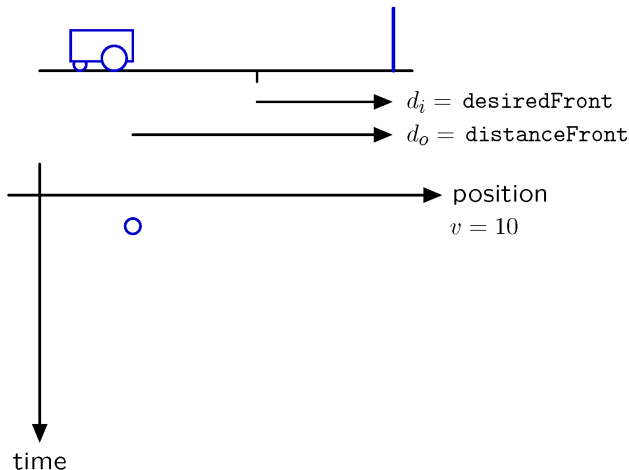 d_i = desiredFront
d_o = distanceFront
position
v = 10
time